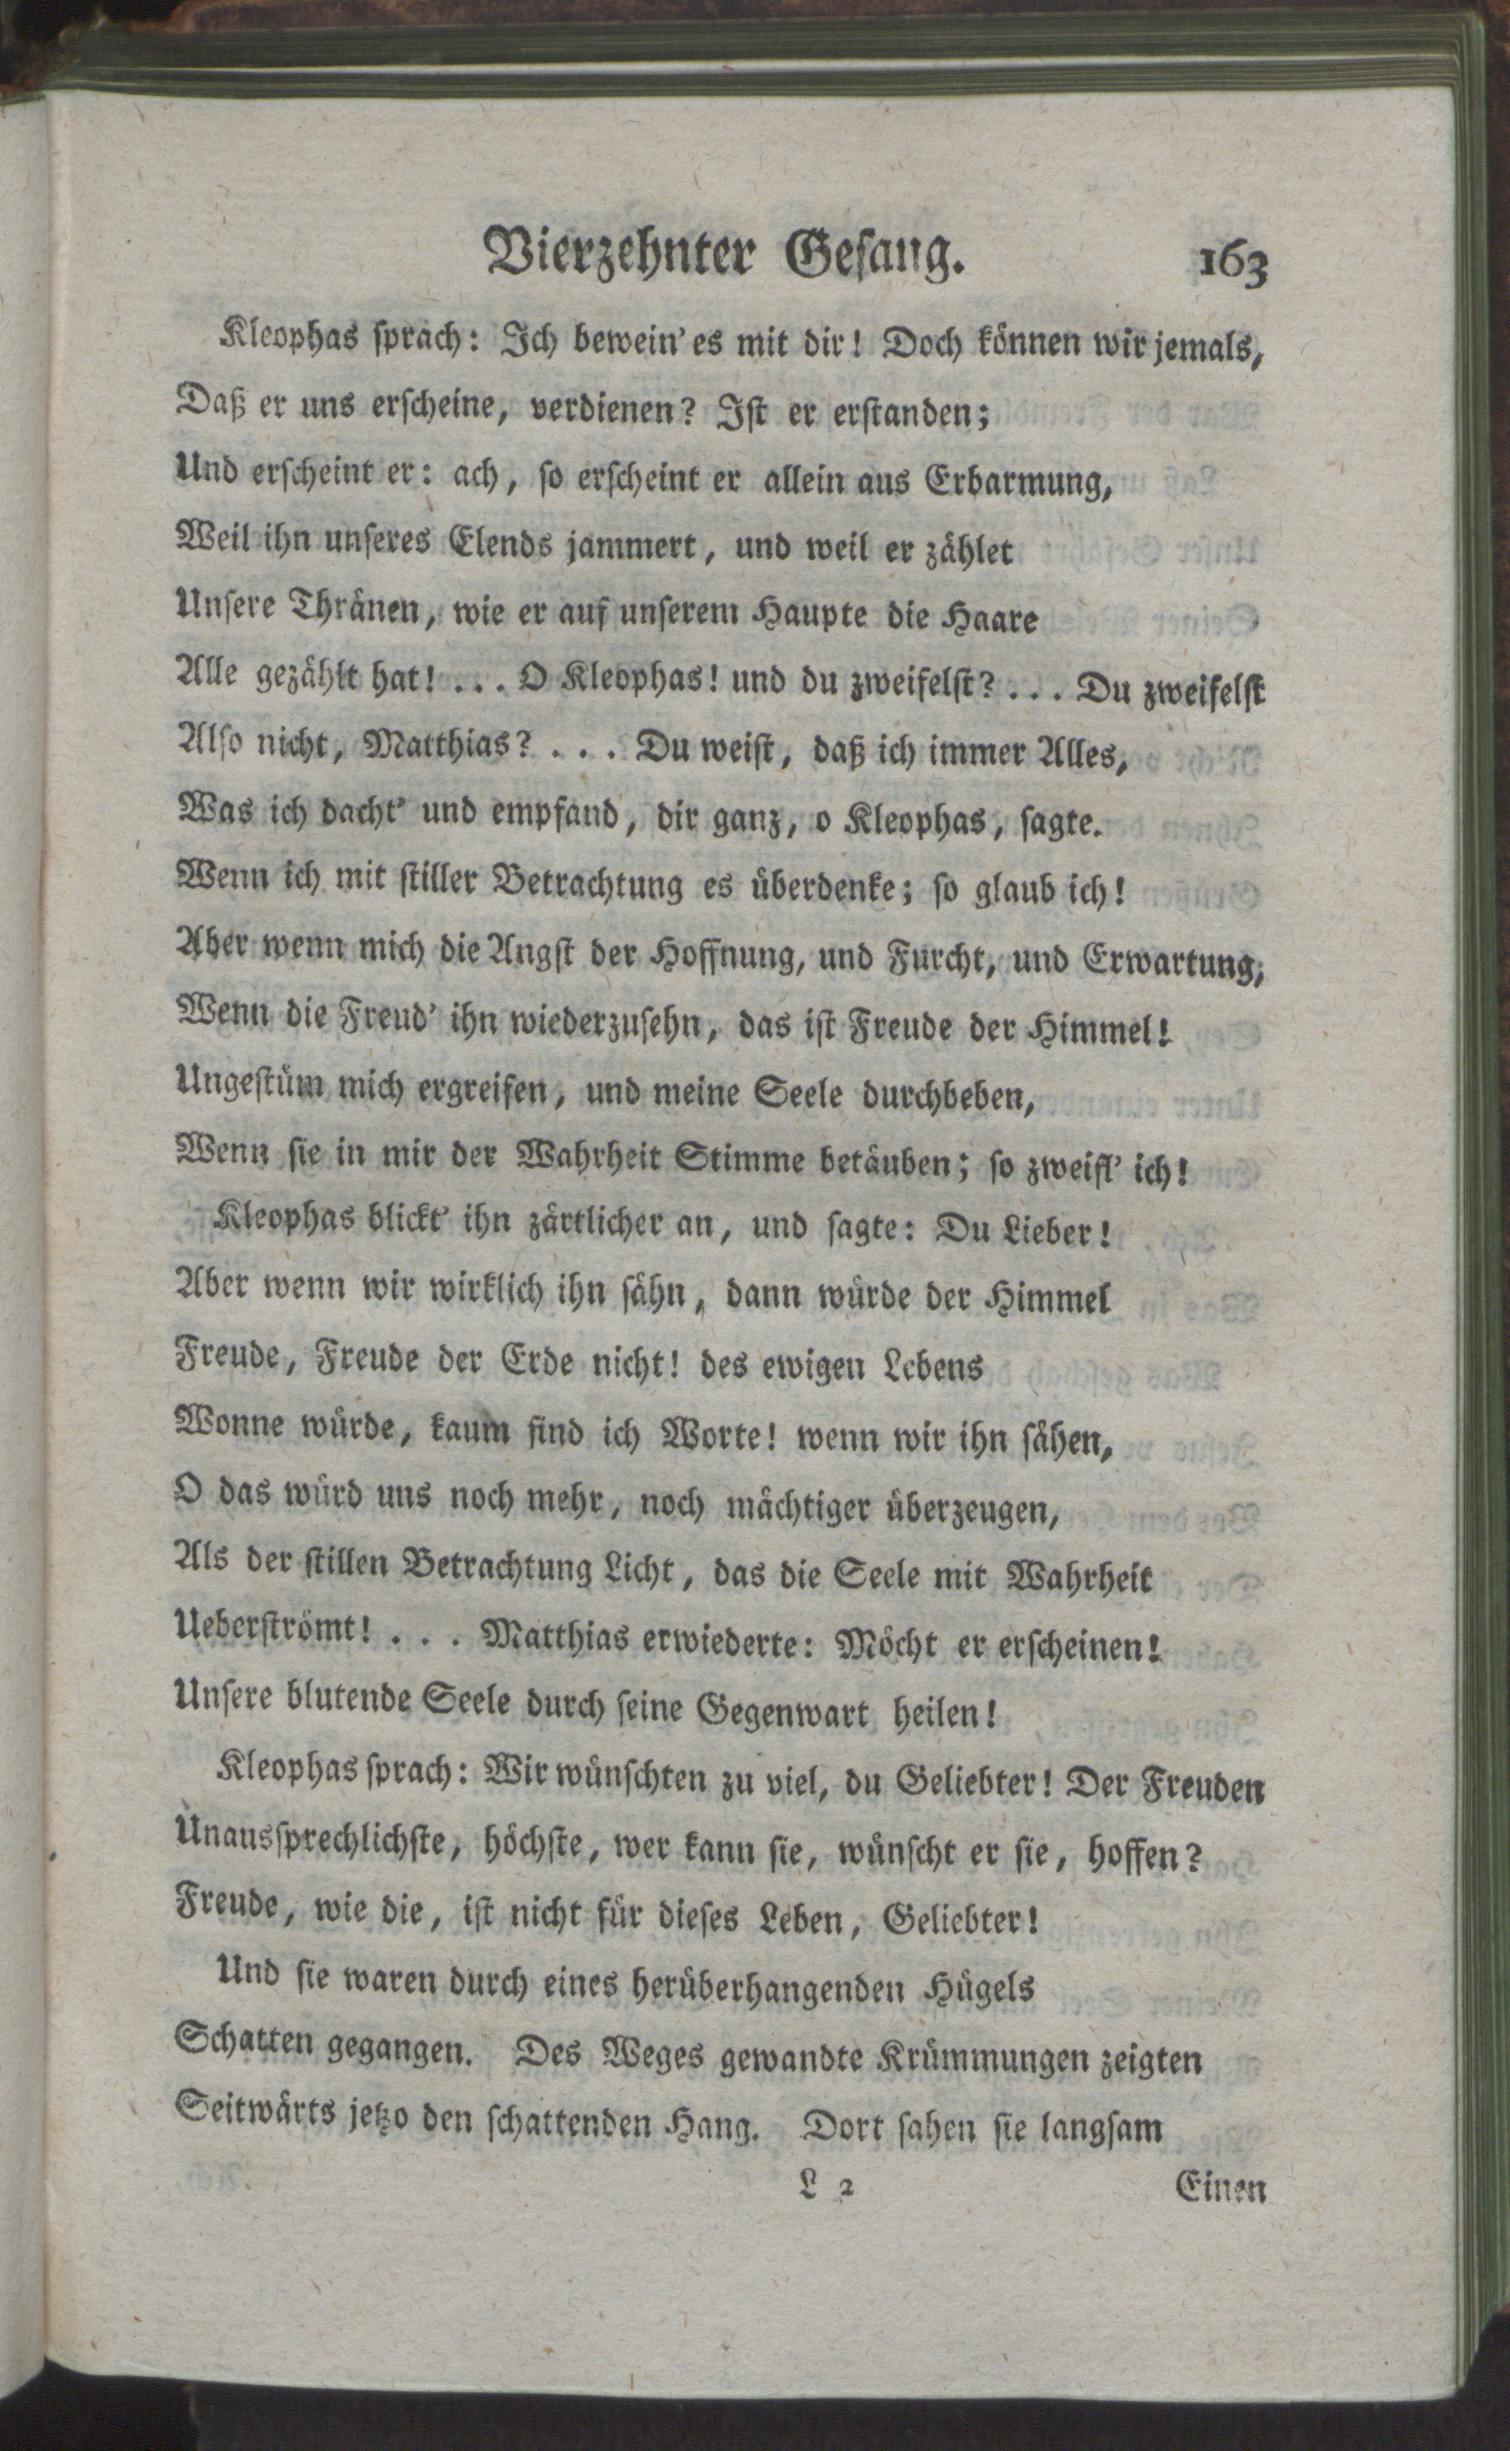 Vierzehnter Geſang. 163
Kleophas ſprach: Ich bewein' es mit dir! Doch können wir jemals,
Daß er uns erſcheine, verdienen? Iſt er erſtanden;
Und erſcheint er: ach, ſo erſcheint er allein aus Erbarmung,
Weil ihn unſeres Elends jammert, und weil er zählet
Unſere Thränen, wie er auf unſerem Haupte die Haare
Alle gezählt hat! . . . O Kleophas! und du zweifelſt? . . . Du zweifelſt
Alſo nicht, Matthias? . . . Du weiſt, daß ich immer Alles,
Was ich dacht' und empfand, dir ganz, o Kleophas, ſagte.
Wenn ich mit ſtiller Betrachtung es überdenke; ſo glaub ich!
Aber wenn mich die Angſt der Hoffnung, und Furcht, und Erwartung,
Wenn die Freud' ihn wiederzuſehn, das iſt Freude der Himmel!
Ungeſtüm mich ergreifen, und meine Seele durchbeben,
Wenn ſie in mir der Wahrheit Stimme betäuben; ſo zweifl' ich!
Kleophas blickt' ihn zärtlicher an, und ſagte: Du Lieber!
Aber wenn wir wirklich ihn ſähn, dann würde der Himmel
Freude, Freude der Erde nicht! des ewigen Lebens
Wonne würde, kaum find ich Worte! wenn wir ihn ſähen,
O das würd uns noch mehr, noch mächtiger überzeugen,
Als der ſtillen Betrachtung Licht, das die Seele mit Wahrheit
Ueberſtrömt! . . . Matthias erwiederte: Möcht er erſcheinen!
Unſere blutende Seele durch ſeine Gegenwart heilen!
Kleophas ſprach: Wir wünſchten zu viel, du Geliebter! Der Freuden
Unausſprechlichſte, höchſte, wer kann ſie, wünſcht er ſie, hoffen?
Freude, wie die, iſt nicht für dieſes Leben, Geliebter!
Und ſie waren durch eines herüberhangenden Hügels
Schatten gegangen. Des Weges gewandte Krümmungen zeigten
Seitwärts jetzo den ſchattenden Hang. Dort ſahen ſie langſam
L 2 Einen